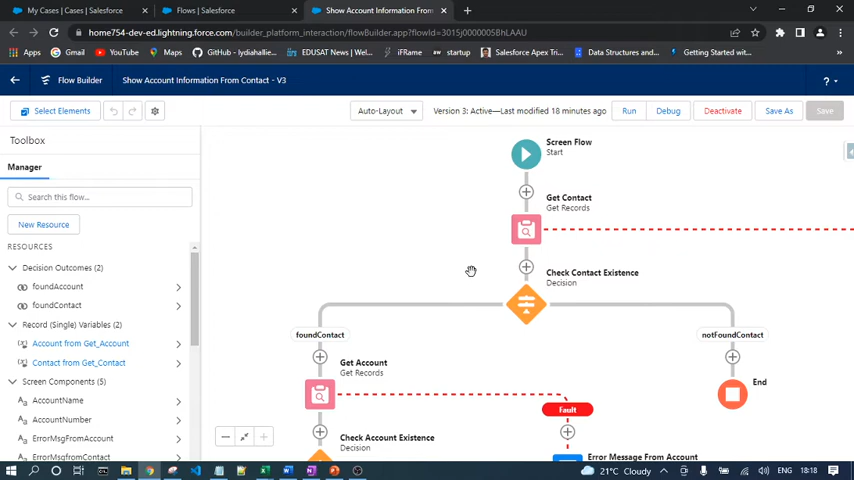 My Cases | Cases | Salesforce
Flows | Salesforce
Show Account Information From
home754-dev-ed.lightning.force.com/builder_platform_interaction/flowBuilder.app?flowId=3015j000005BhLAAU
Apps
Gmail
YouTube
Maps
GitHub - lydiahallie...
EDUSAT News World...
iFRAme
startup
Salesforce Apex Trig...
Data Structures:...
Getting Started wit...
Flow Builder
Show Account Information From Contact - V3
?
Select Elements
Auto-Layout
Version 3: Active—Last modified 18 minutes ago
Run
Debug
Deactivate
Save As
Save
Toolbox
Manager
Search this flow...
New Resource
RESOURCES
Decision Outcomes (2)
foundAccount
foundContact
Record (Single) Variables (2)
Account from Get_Account
Contact from Get_Contact
Screen Components (5)
AccountName
AccountNumber
ErrorMsgFromAccount
ErrorMsgfromContact
Screen Flow
Start
Get Contact
Get Records
Check Contact Existence
Decision
foundContact
notFoundContact
Get Account
Get Records
End
Fault
Check Account Existence
Decision
Error Message From Account
21°C Cloudy
ENG
18:18